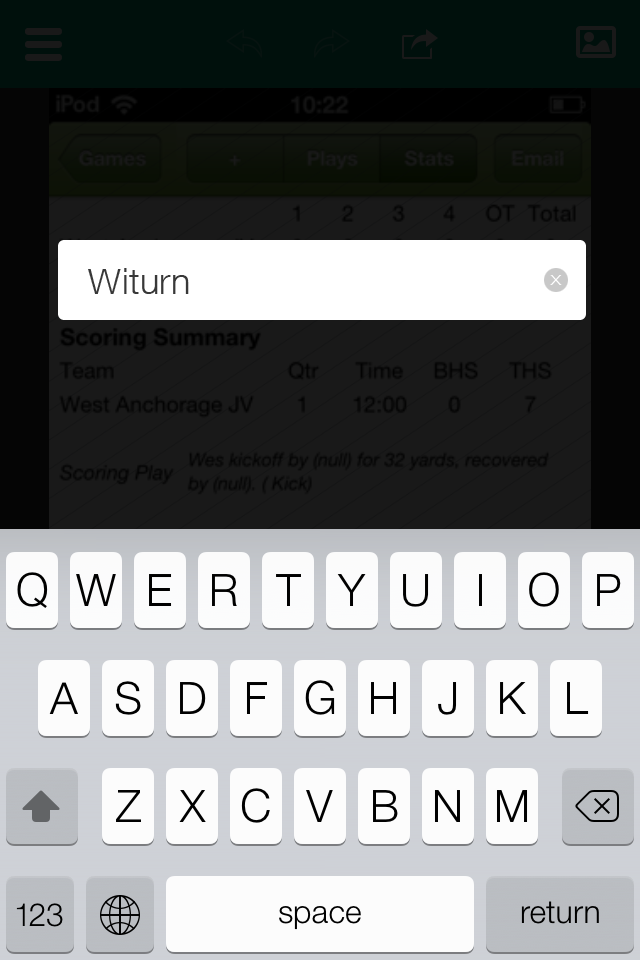 iPod 10:22
Games + Plays Stats Email
1 2 3 4 OT Total
Witurn
Scoring Summary
Team Qtr Time BHS THS
West Anchorage JV 1 12:00 0 7
Scoring Play Wes kickoff by (null) for 32 yards, recovered
by (null). ( Kick)
Q W E R T Y U I O P
A S D F G H J K L
Z X C V B N M
123 space return